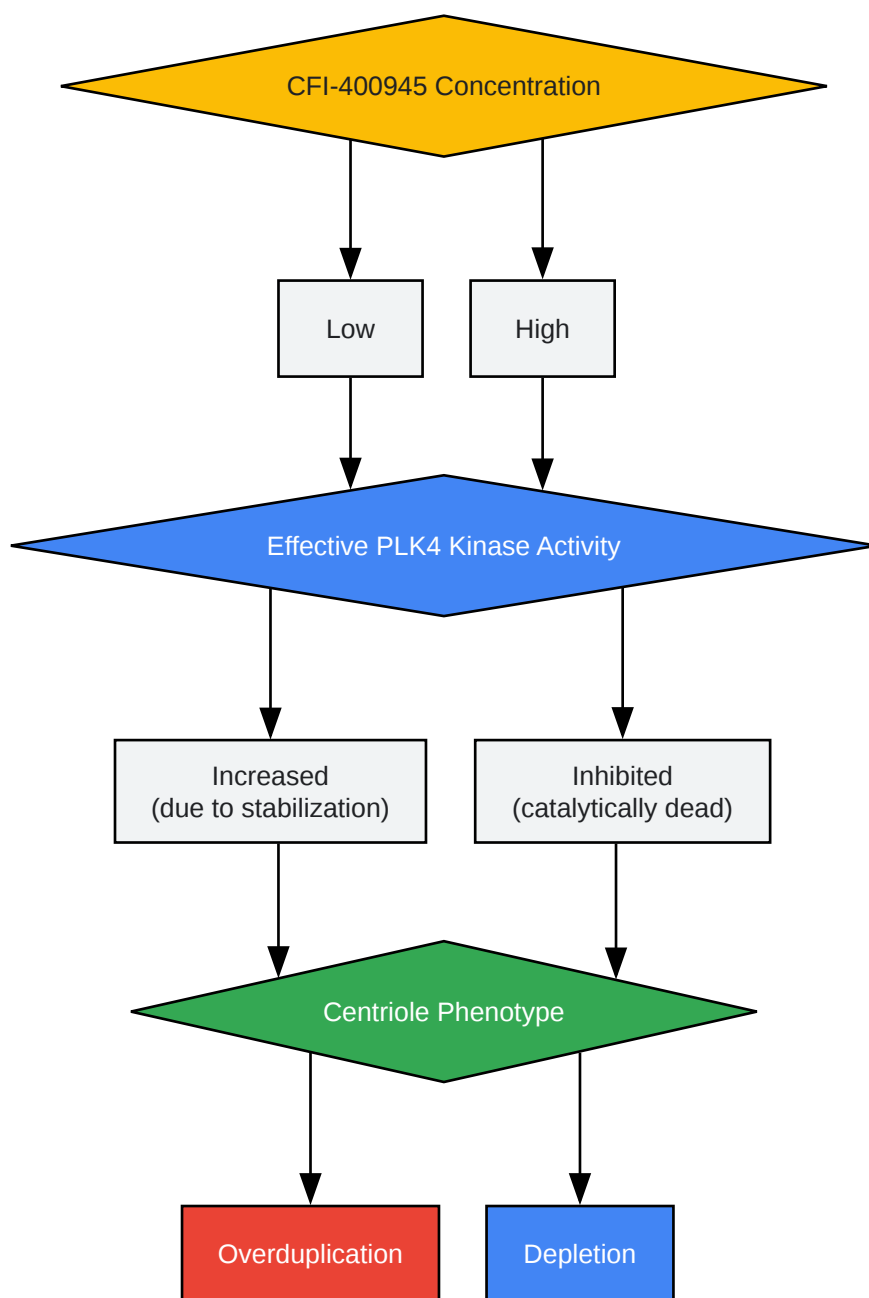 CFI-400945 Concentration
Low
High
Effective PLK4 Kinase Activity
Increased
(due to stabilization)
Inhibited
(catalytically dead)
Centriole Phenotype
Overduplication
Depletion